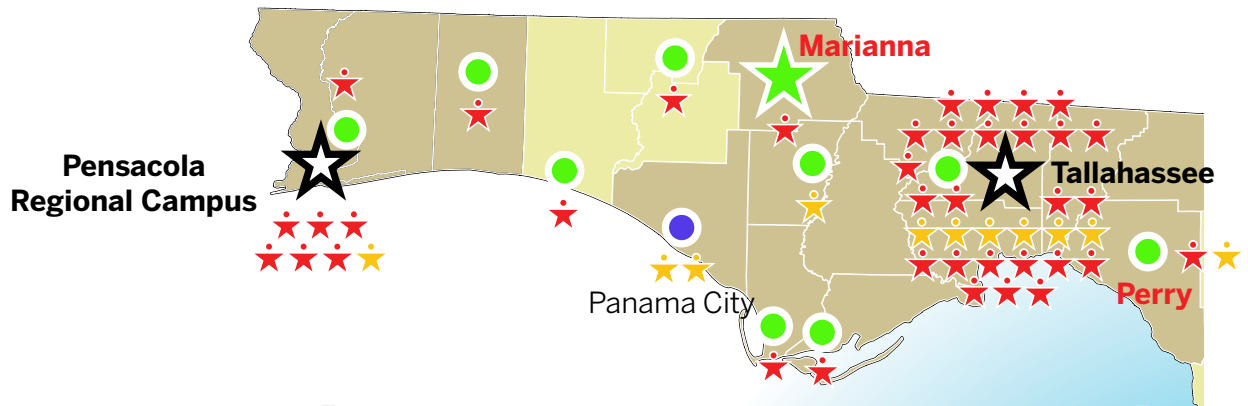 Marianna
Pensacola
Regional Campus
Tallahassee
Perry
Panama City